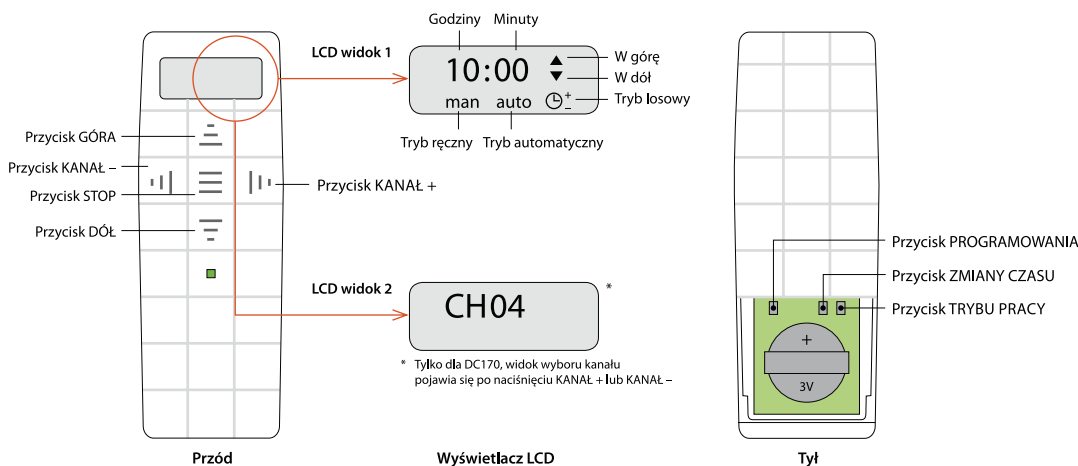 Godziny Minuty
LCD widok 1
10:00
W górę
W dół
man auto
+
−
Tryb losowy
Tryb ręczny Tryb automatyczny
Przycisk GÓRA
Przycisk KANAŁ −
Przycisk STOP
Przycisk DÓŁ
Przycisk KANAŁ +
LCD widok 2
CH04
*
* Tylko dla DC170, widok wyboru kanału
pojawia się po naciśnięciu KANAŁ + lub KANAŁ −
Przycisk PROGRAMOWANIA
Przycisk ZMIANY CZASU
Przycisk TRYBU PRACY
+
3V
Przód
Wyświetlacz LCD
Tył